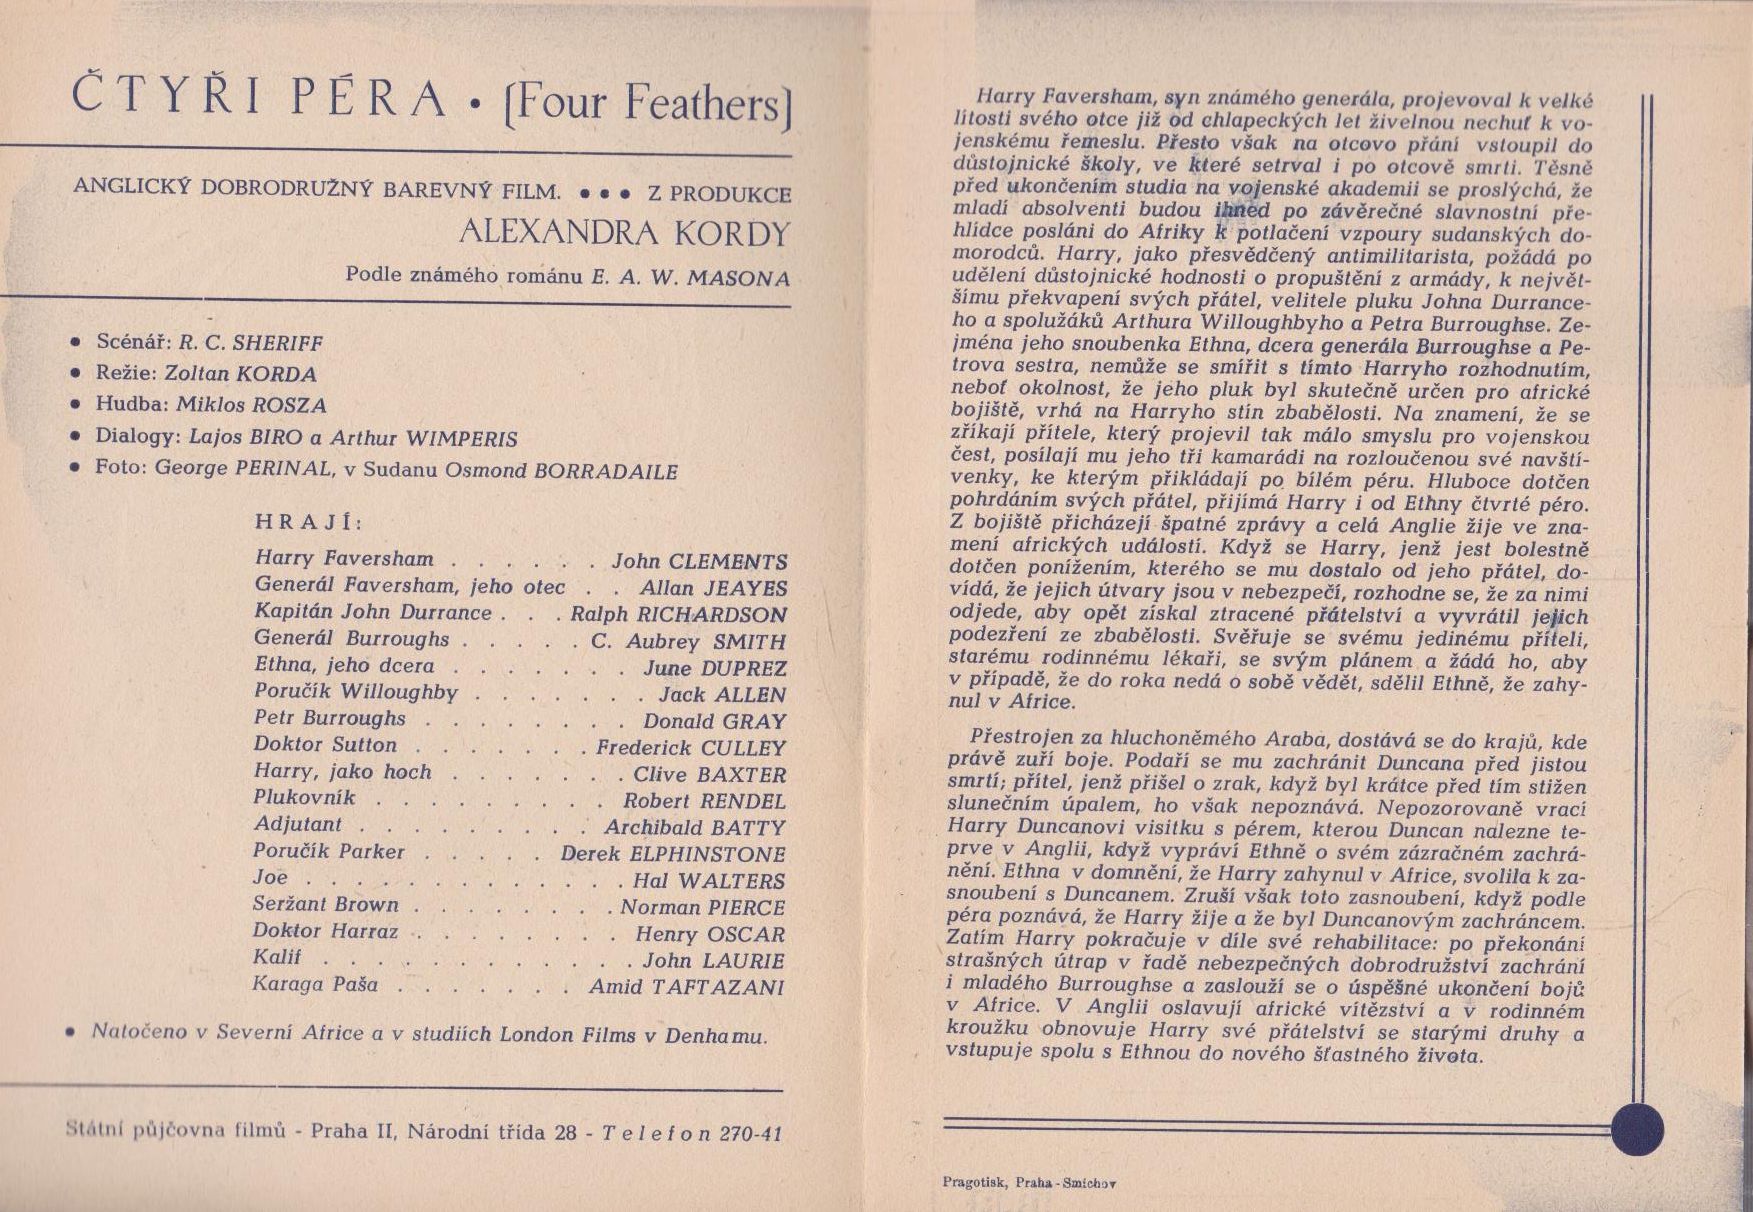 ČTYŘI PÉRA • (Four Feathers)
ANGLICKÝ DOBRODRUŽNÝ BAREVNÝ FILM. ● ● ● Z PRODUKCE
ALEXANDRA KORDY
Podle známého románu E. A. W. MASONA
● Scénář: R. C. SHERIFF
● Režie: Zoltan KORDA
● Hudba: Miklos ROSZA
● Dialogy: Lajos BIRO a Arthur WIMPERIS
● Foto: George PERINAL, v Sudanu Osmond BORRADAILE
HRAJÍ:
Harry Faversham . . . . . . John CLEMENTS
Generál Faversham, jeho otec . . Allan JEAYES
Kapitán John Durrance . . . Ralph RICHARDSON
Generál Burroughs . . . . . C. Aubrey SMITH
Ethna, jeho dcera . . . . . . . June DUPREZ
Poručík Willoughby . . . . . . . Jack ALLEN
Petr Burroughs . . . . . . . . Donald GRAY
Doktor Sutton . . . . . . . Frederick CULLEY
Harry, jako hoch . . . . . . . Clive BAXTER
Plukovník . . . . . . . . . Robert RENDEL
Adjutant . . . . . . . . . Archibald BATTY
Poručík Parker . . . . . Derek ELPHINSTONE
Joe . . . . . . . . . . . . . Hal WALTERS
Seržant Brown . . . . . . . . Norman PIERCE
Doktor Harraz . . . . . . . . Henry OSCAR
Kalif . . . . . . . . . . . . John LAURIE
Karaga Paša . . . . . . . Amid TAFTAZANI
● Natočeno v Severní Africe a v studiích London Films v Denhamu.
Státní půjčovna filmů - Praha II, Národní třída 28 - Telefon 270-41
Harry Faversham, syn známého generála, projevoval k velké
lítosti svého otce již od chlapeckých let živelnou nechuť k vo-
jenskému řemeslu. Přesto však na otcovo přání vstoupil do
důstojnické školy, ve které setrval i po otcově smrti. Těsně
před ukončením studia na vojenské akademii se proslýchá, že
mladí absolventi budou ihned po závěrečné slavnostní pře-
hlídce posláni do Afriky k potlačení vzpoury sudanských do-
morodců. Harry, jako přesvědčený antimilitarista, požádá po
udělení důstojnické hodnosti o propuštění z armády, k největ-
šímu překvapení svých přátel, velitele pluku Johna Durrance-
ho a spolužáků Arthura Willoughbyho a Petra Burroughse. Ze-
jména jeho snoubenka Ethna, dcera generála Burroughse a Pe-
trova sestra, nemůže se smířit s tímto Harryho rozhodnutím,
neboť okolnost, že jeho pluk byl skutečně určen pro africké
bojiště, vrhá na Harryho stín zbabělosti. Na znamení, že se
zříkají přítele, který projevil tak málo smyslu pro vojenskou
čest, posílají mu jeho tři kamarádi na rozloučenou své navští-
venky, ke kterým přikládají po bílém péru. Hluboce dotčen
pohrdáním svých přátel, přijímá Harry i od Ethny čtvrté péro.
Z bojiště přicházejí špatné zprávy a celá Anglie žije ve zna-
mení afrických událostí. Když se Harry, jenž jest bolestně
dotčen ponížením, kterého se mu dostalo od jeho přátel, do-
vídá, že jejich útvary jsou v nebezpečí, rozhodne se, že za nimi
odjede, aby opět získal ztracené přátelství a vyvrátil jejich
podezření ze zbabělosti. Svěřuje se svému jedinému příteli,
starému rodinnému lékaři, se svým plánem a žádá ho, aby
v případě, že do roka nedá o sobě vědět, sdělil Ethně, že zahy-
nul v Africe.
Přestrojen za hluchoněmého Araba, dostává se do krajů, kde
právě zuří boje. Podaří se mu zachránit Duncana před jistou
smrtí; přítel, jenž přišel o zrak, když byl krátce před tím stižen
slunečním úpalem, ho však nepoznává. Nepozorovaně vrací
Harry Duncanovi visitku s pérem, kterou Duncan nalezne te-
prve v Anglii, když vypráví Ethně o svém zázračném zachrá-
nění. Ethna v domnění, že Harry zahynul v Africe, svolila k za-
snoubení s Duncanem. Zruší však toto zasnoubení, když podle
péra poznává, že Harry žije a že byl Duncanovým zachráncem.
Zatím Harry pokračuje v díle své rehabilitace: po překonání
strašných útrap v řadě nebezpečných dobrodružství zachrání
i mladého Burroughse a zaslouží se o úspěšné ukončení bojů
v Africe. V Anglii oslavují africké vítězství a v rodinném
kroužku obnovuje Harry své přátelství se starými druhy a
vstupuje spolu s Ethnou do nového šťastného života.
Pragotisk, Praha - Smíchov